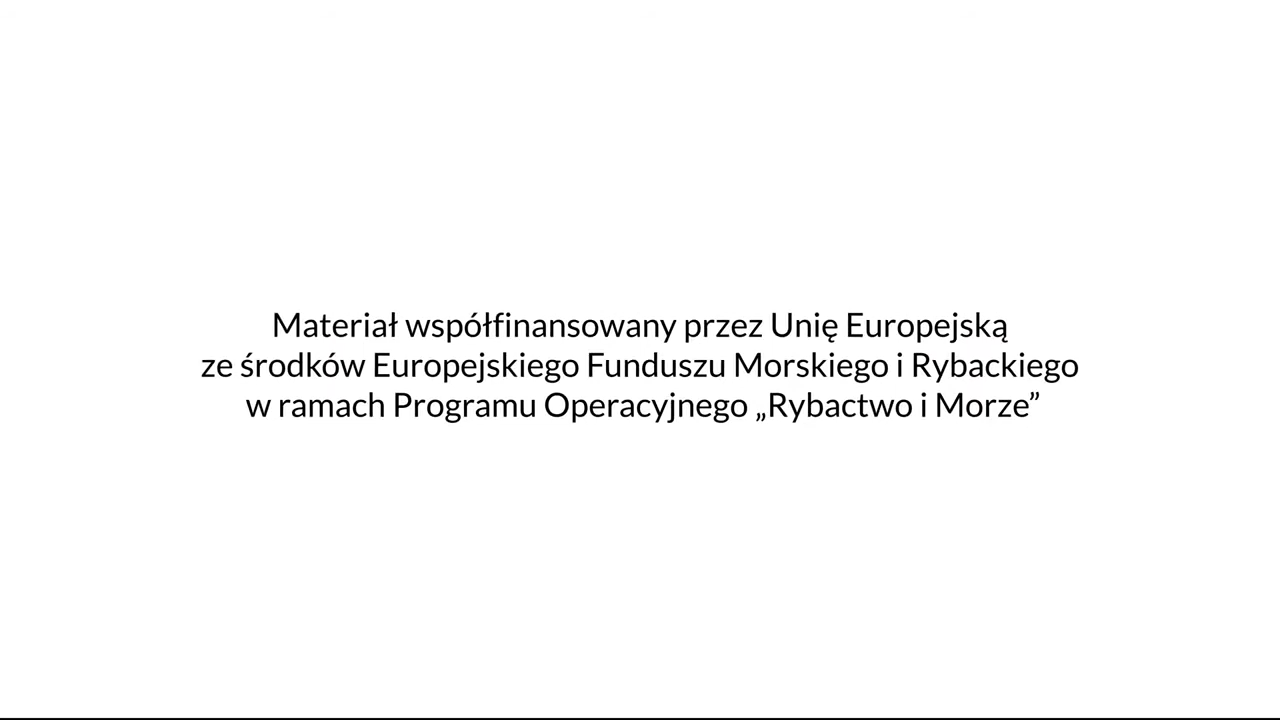 Materiał współfinansowany przez Unię Europejską
ze środków Europejskiego Funduszu Morskiego i Rybackiego
w ramach Programu Operacyjnego „Rybactwo i Morze”